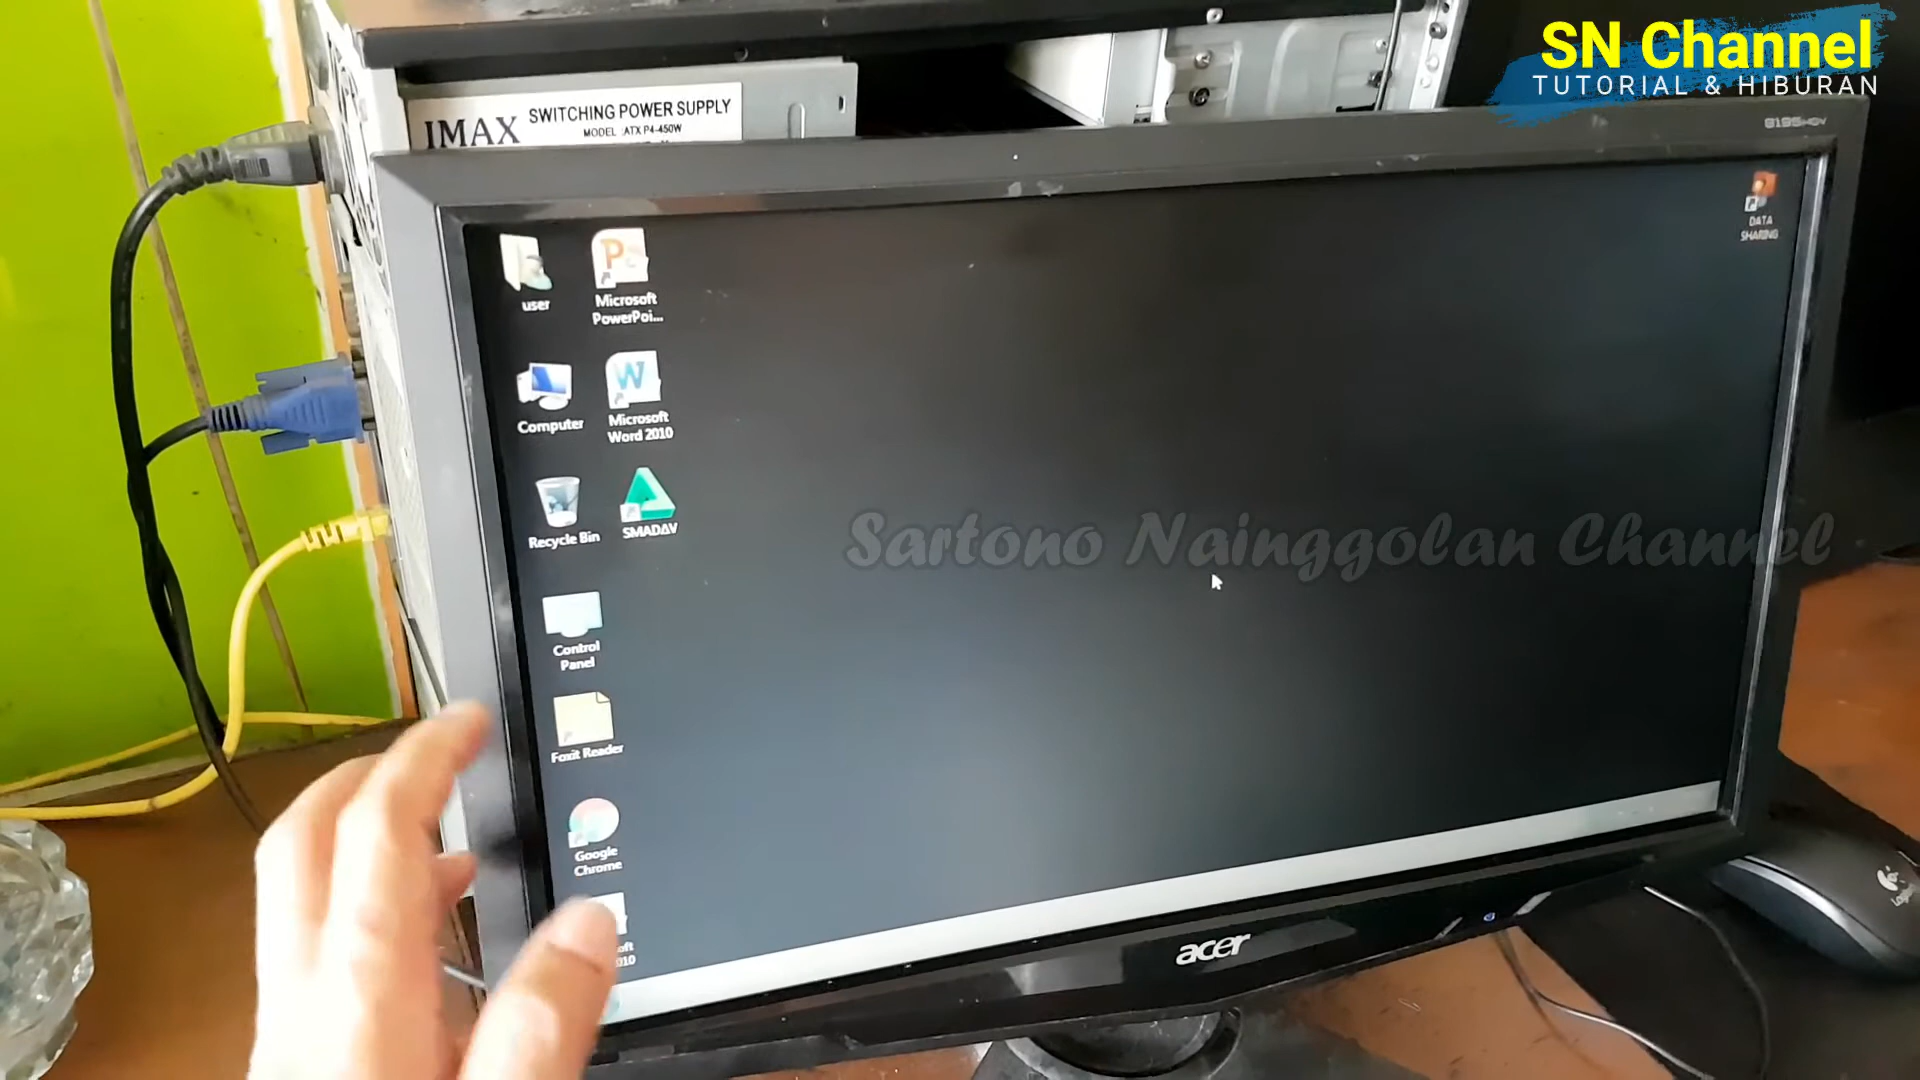 SN Channel
TUTORIAL & HIBURAN
IMAX
SWITCHING POWER SUPPLY
MODEL :ATX P4-450W
DATA
SHARING
user
Microsoft
PowerPoi...
Computer
Microsoft
Word 2010
Recycle Bin
SMADAV
Sartono Nainggolan Channel
Control
Panel
Foxit Reader
Google
Chrome
acer